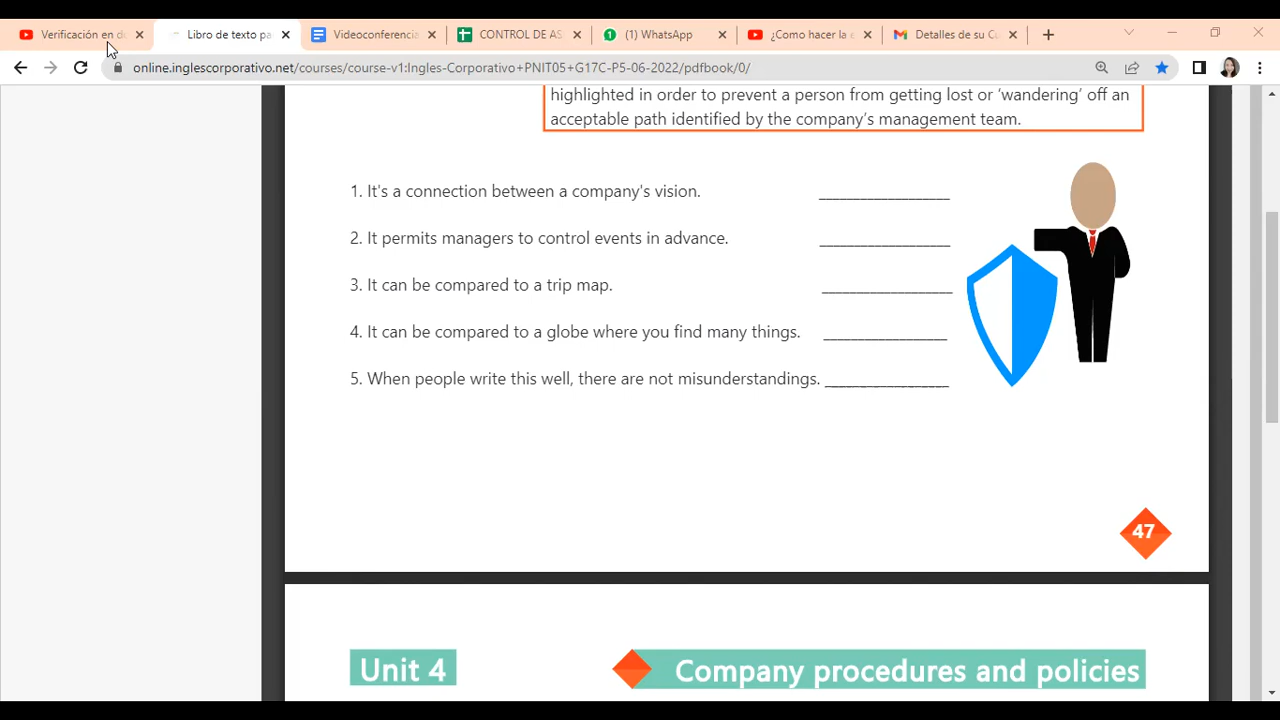 Verificación en d
Libro de texto pa
Videoconferencia
CONTROL DE AS
(1) WhatsApp
¿Como hacer la e
Detalles de su C
online.inglescorporativo.net/courses/course-v1:Ingles-Corporativo+PNIT05+G17C-P5-06-2022/pdfbook/0/
highlighted in order to prevent a person from getting lost or ‘wandering’ off an
acceptable path identified by the company’s management team.
1. It's a connection between a company's vision. ___________________
2. It permits managers to control events in advance. ___________________
3. It can be compared to a trip map. ___________________
4. It can be compared to a globe where you find many things. __________________
5. When people write this well, there are not misunderstandings. __________________
47
Unit 4
Company procedures and policies